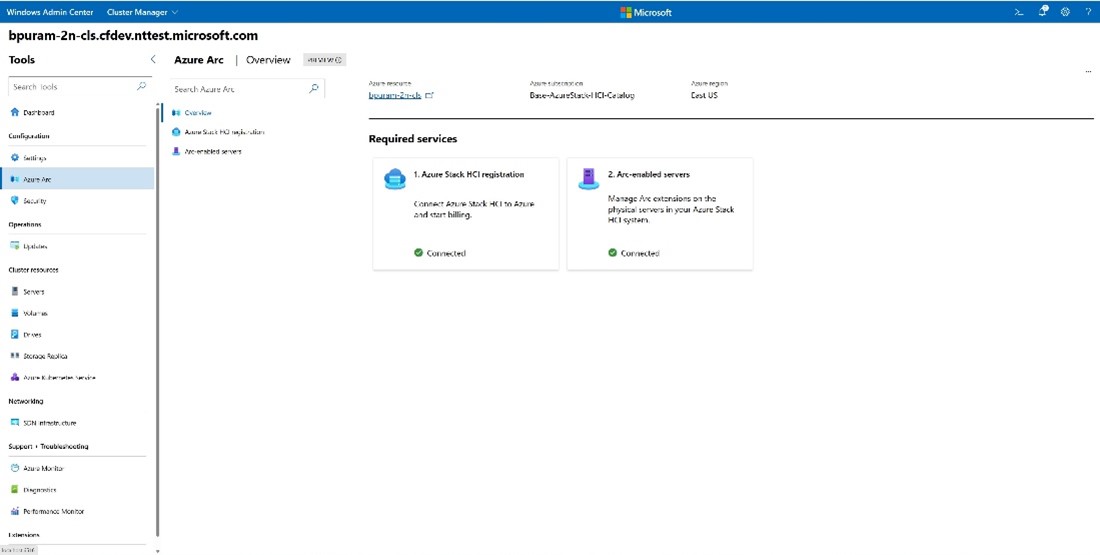 Windows Admin Center Cluster Manager Microsoft
bpuram-2n-cls.cfdev.nttest.microsoft.com
Tools
Search Tools
Dashboard
Configuration
Settings
Azure Arc
Security
Operations
Updates
Cluster resources
Servers
Volumes
Drives
Storage Replica
Azure Kubernetes Service
Networking
SDN Infrastructure
Support + Troubleshooting
Azure Monitor
Diagnostics
Performance Monitor
Extensions
Azure Arc | Overview PREVIEW
Search Azure Arc
Overview
Azure Stack HCI registration
Arc-enabled servers
Azure resource
bpuram-2n-cls
Azure subscription
Base-AzureStack-HCI-Catalog
Azure region
East US
Required services
1. Azure Stack HCI registration
Connect Azure Stack HCI to Azure
and start billing.
Connected
2. Arc-enabled servers
Manage Arc extensions on the
physical servers in your Azure Stack
HCI system.
Connected